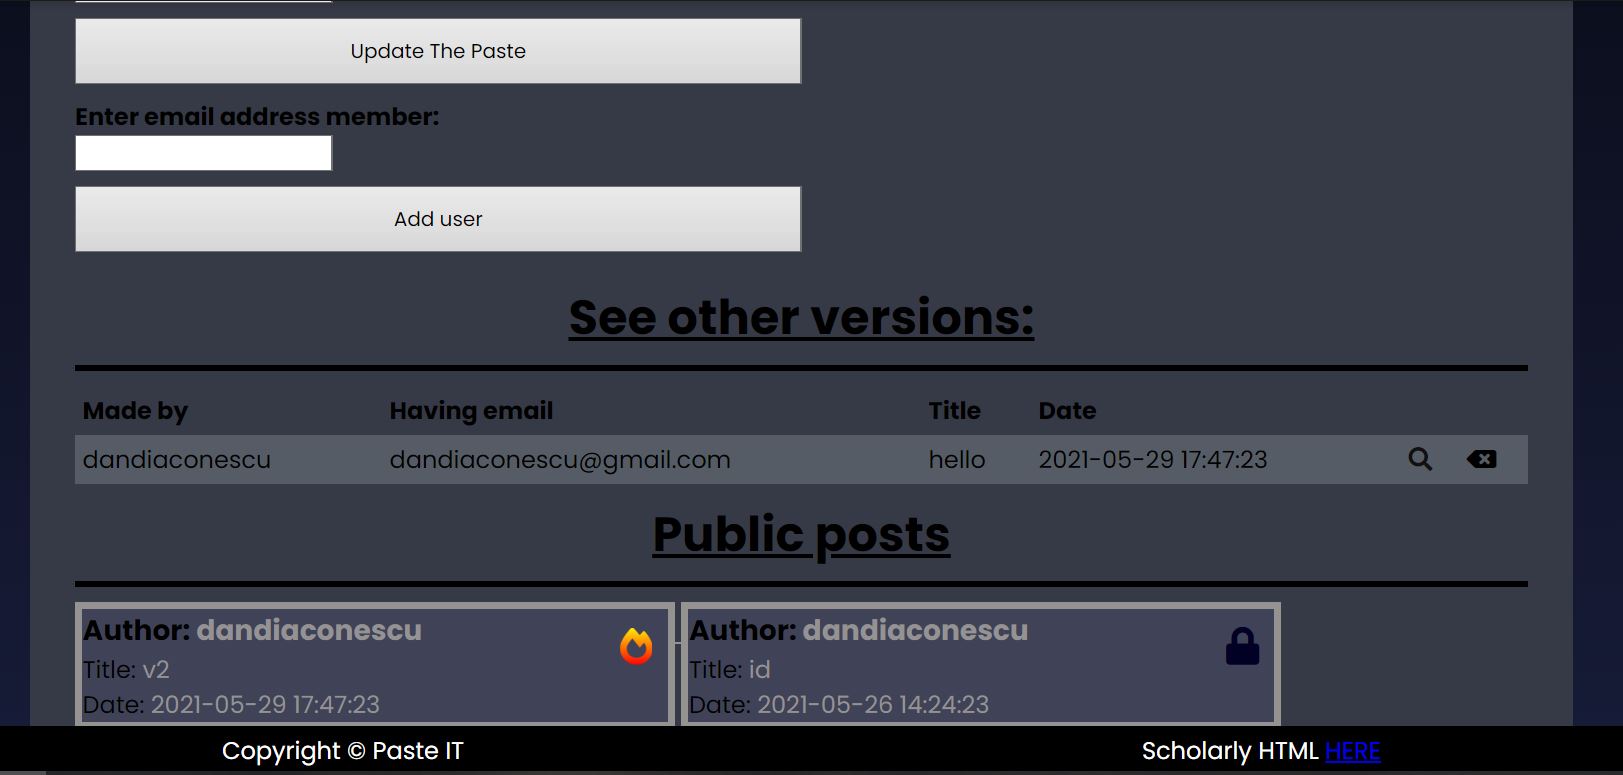 Update The Paste
Enter email address member:
Add user
See other versions:
Made by Having email Title Date
dandiaconescu dandiaconescu@gmail.com hello 2021-05-29 17:47:23
Public posts
Author: dandiaconescu
Title: v2
Date: 2021-05-29 17:47:23
Author: dandiaconescu
Title: id
Date: 2021-05-26 14:24:23
Copyright © Paste IT
Scholarly HTML HERE